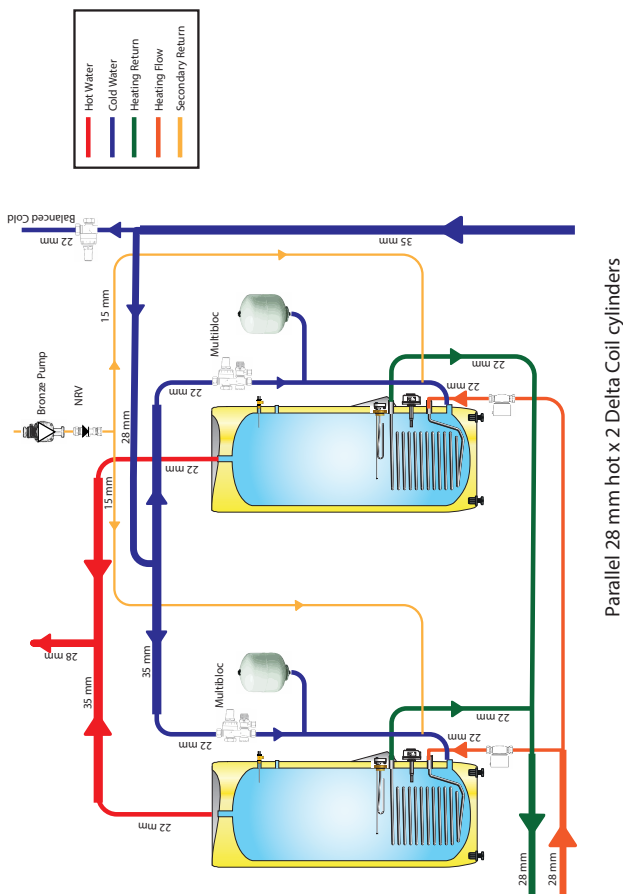 Hot Water
Cold Water
Heating Return
Heating Flow
Secondary Return
Balanced Cold
22 mm
35 mm
15 mm
Bronze Pump
NRV
28 mm
15 mm
Multibloc
22 mm
22 mm
22 mm
22 mm
28 mm
35 mm
35 mm
Multibloc
22 mm
22 mm
22 mm
22 mm
28 mm
28 mm
Parallel 28 mm hot x 2 Delta Coil cylinders